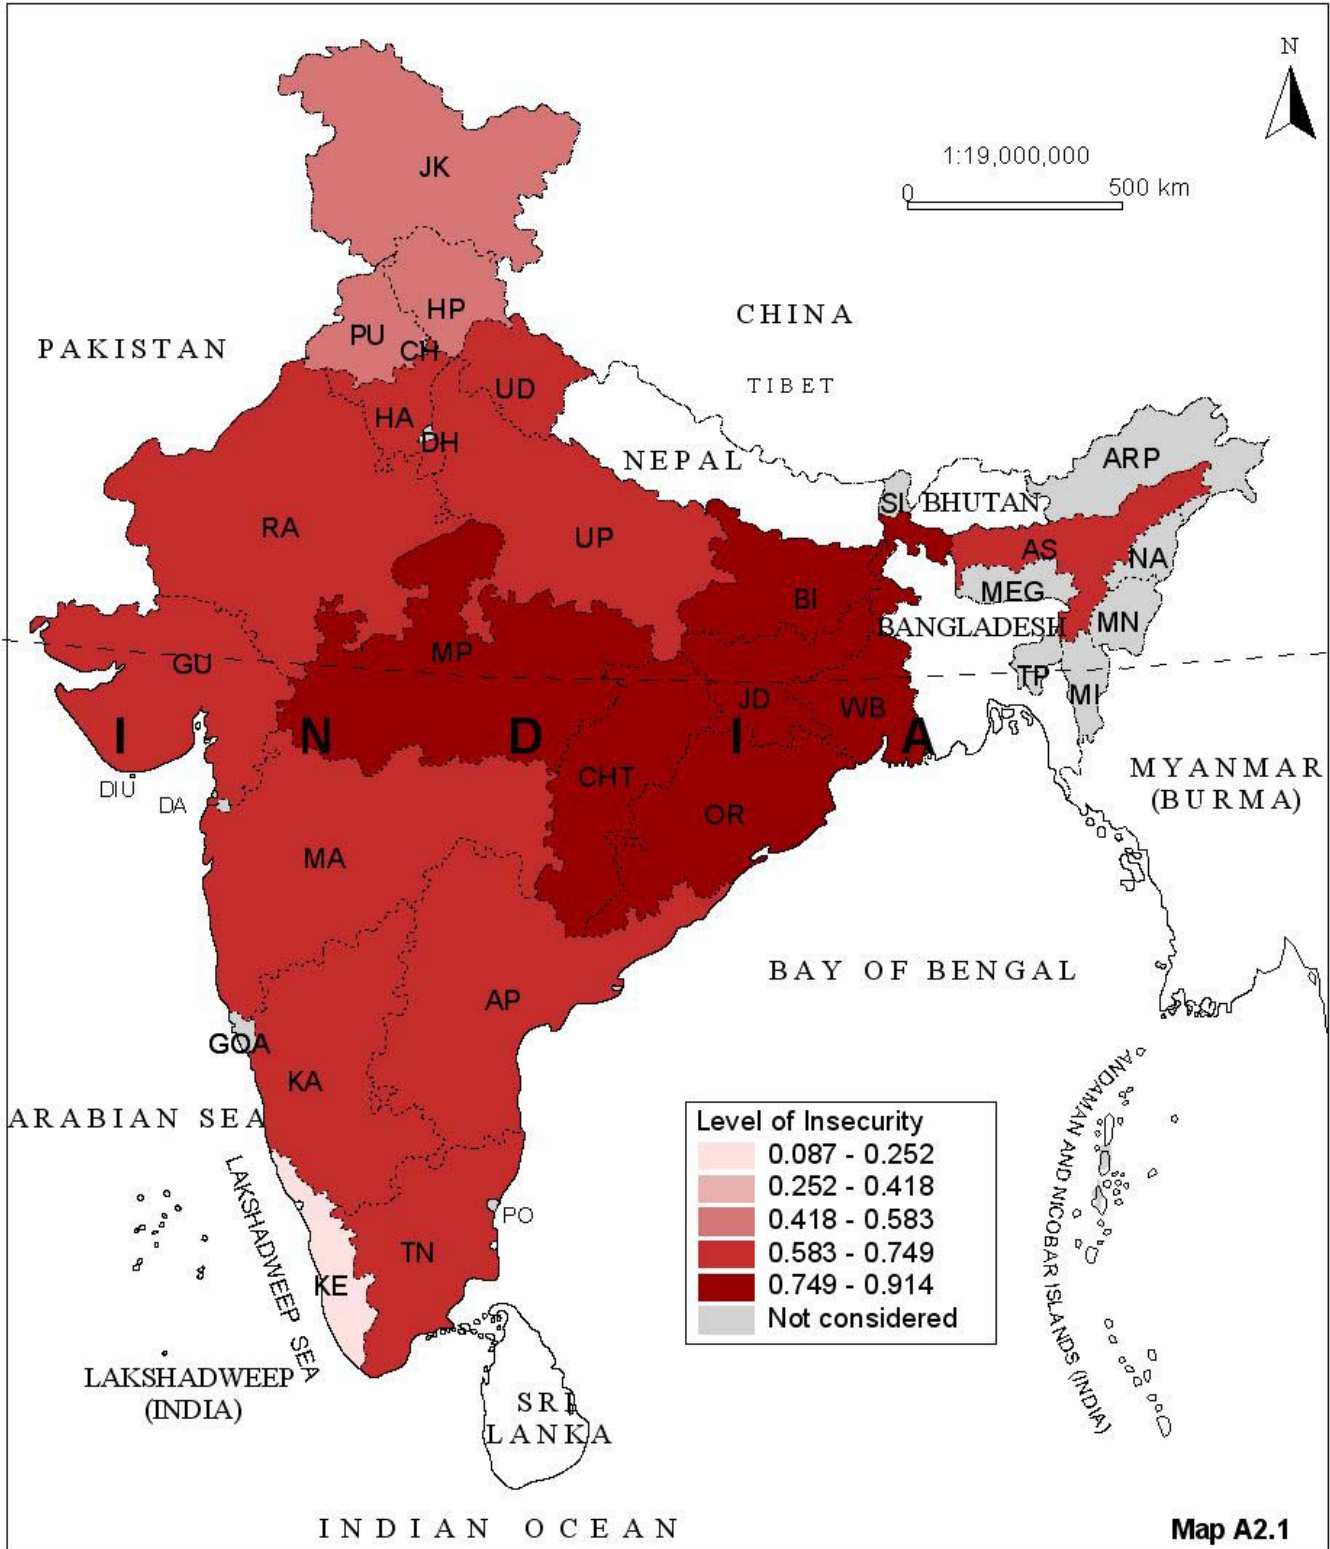 N
1:19,000,000
0 500 km
JK
HP
PU
CH
CHINA
PAKISTAN
TIBET
UD
HA
DH
NEPAL
ARP
SI
BHUTAN
RA
UP
AS
NA
MEG
BI
BANGLADESH
MN
MP
GU
TP
MI
JD
WB
I N D I A
CHT
MYANMAR
(BURMA)
DIU
DA
OR
MA
BAY OF BENGAL
AP
GOA
KA
ARABIAN SEA
ANDAMAN AND NICOBAR ISLANDS (INDIA)
Level of Insecurity
0.087 - 0.252
0.252 - 0.418
0.418 - 0.583
0.583 - 0.749
0.749 - 0.914
Not considered
LAKSHADWEEP SEA
PO
TN
KE
LAKSHADWEEP
(INDIA)
SRI
LANKA
INDIAN OCEAN
Map A2.1